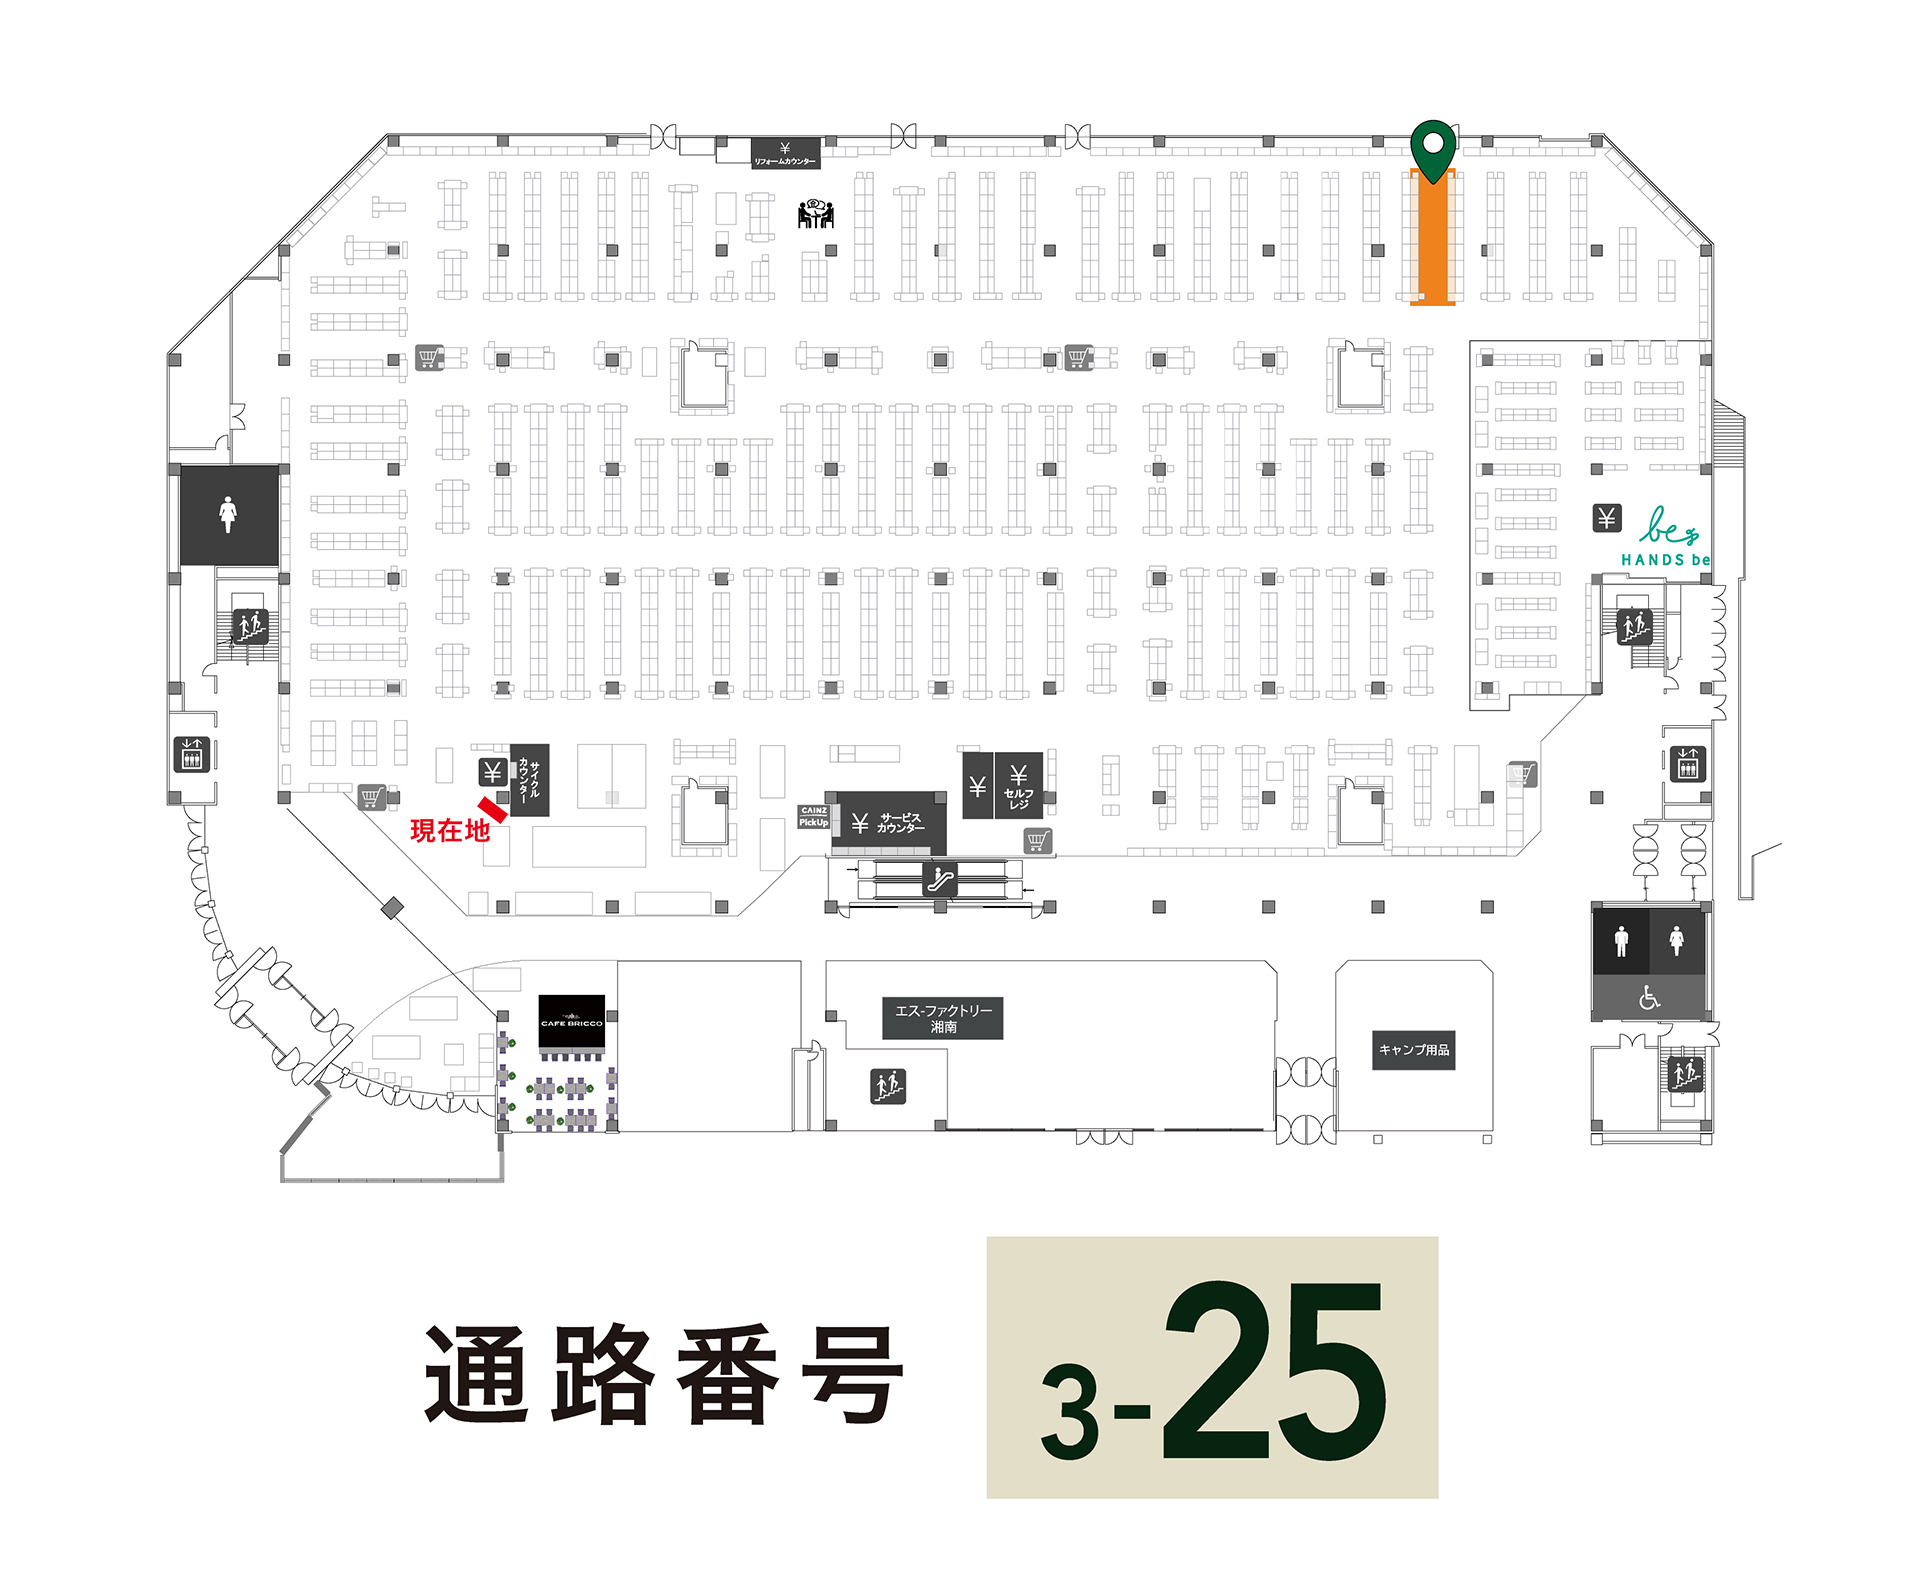 ¥
リフォームカウンター
¥
be
HANDS be
¥
サイクル
カウンター
現在地
CAINZ
PickUp
¥
サービス
カウンター
¥
¥
セルフ
レジ
CAFE BRICCO
エス-ファクトリー
湘南
キャンプ用品
通路番号
3-25